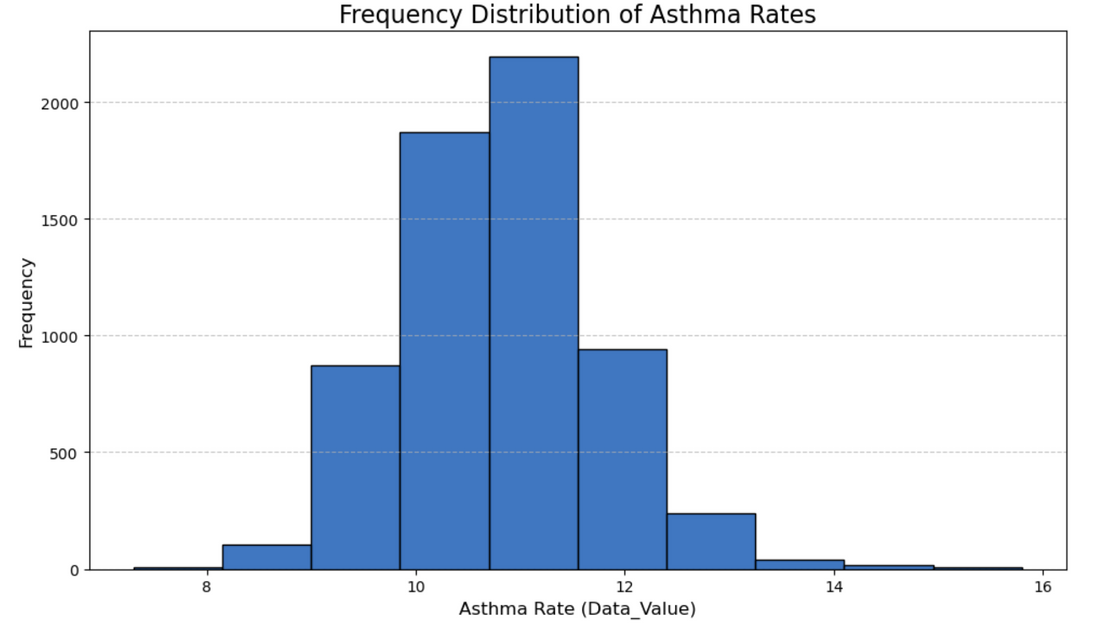 Frequency Distribution of Asthma Rates
2000
1500
1000
500
0
Frequency
8 10 12 14 16
Asthma Rate (Data_Value)